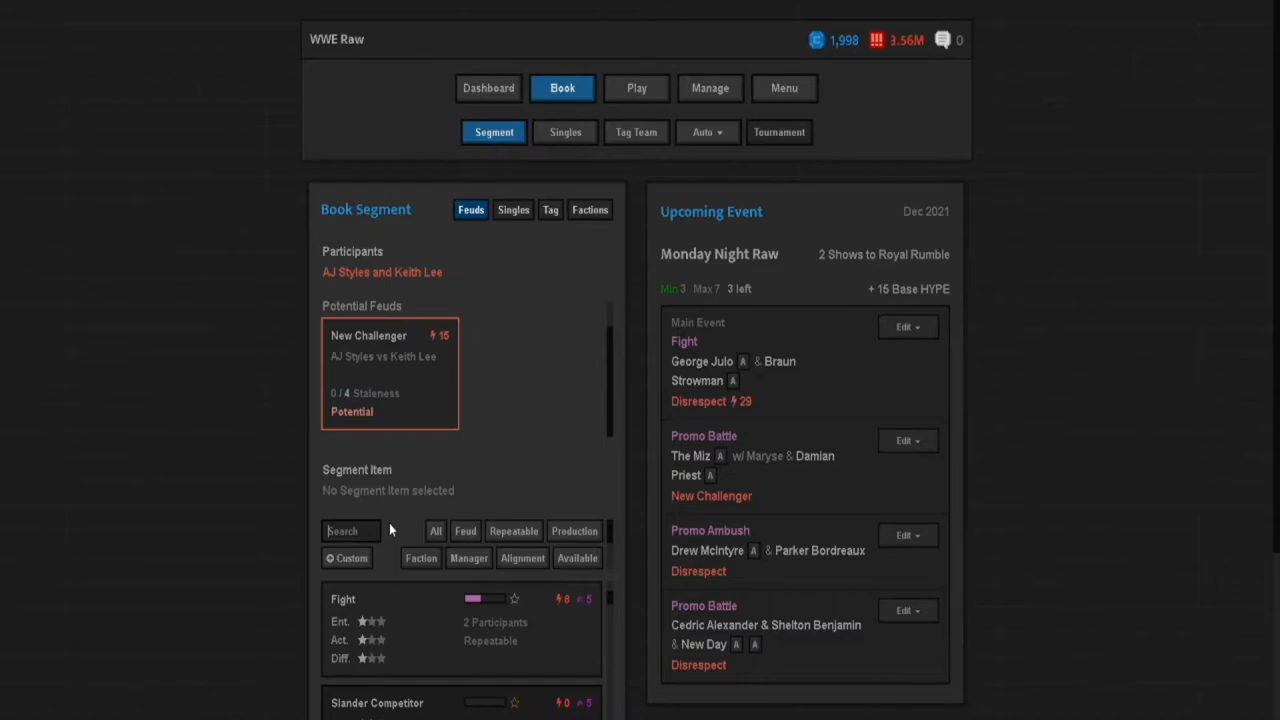 WWE Raw
1,998 3.56M 0
Dashboard Book Play Manage Menu
Segment Singles Tag Team Auto Tournament
Book Segment Feuds Singles Tag Factions
Participants
AJ Styles and Keith Lee
Potential Feuds
New Challenger 15
AJ Styles vs Keith Lee
0 / 4 Staleness
Potential
Segment Item
No Segment Item selected
Search All Feud Repeatable Production
Custom Faction Manager Alignment Available
Fight 8 5
Ent. 2 Participants
Act. Repeatable
Diff.
Slander Competitor 0 5
Upcoming Event Dec 2021
Monday Night Raw 2 Shows to Royal Rumble
Min 3 Max 7 3 left + 15 Base HYPE
Main Event Edit
Fight
George Julo A & Braun
Strowman A
Disrespect 29
Promo Battle Edit
The Miz A w/ Maryse & Damian
Priest A
New Challenger
Promo Ambush Edit
Drew McIntyre A & Parker Bordreaux
Disrespect
Promo Battle Edit
Cedric Alexander & Shelton Benjamin
& New Day A A
Disrespect